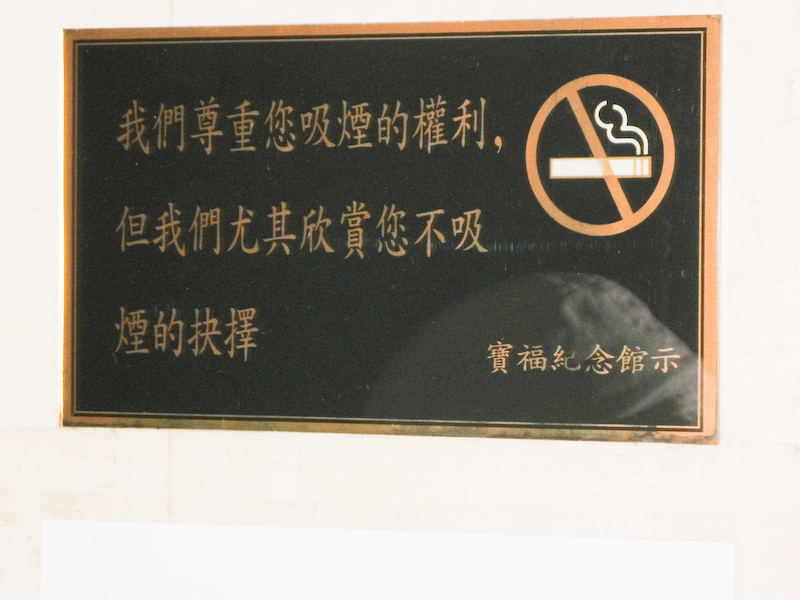 我們尊重您吸煙的權利,
但我們尤其欣賞您不吸
煙的抉擇
寶福紀念館示